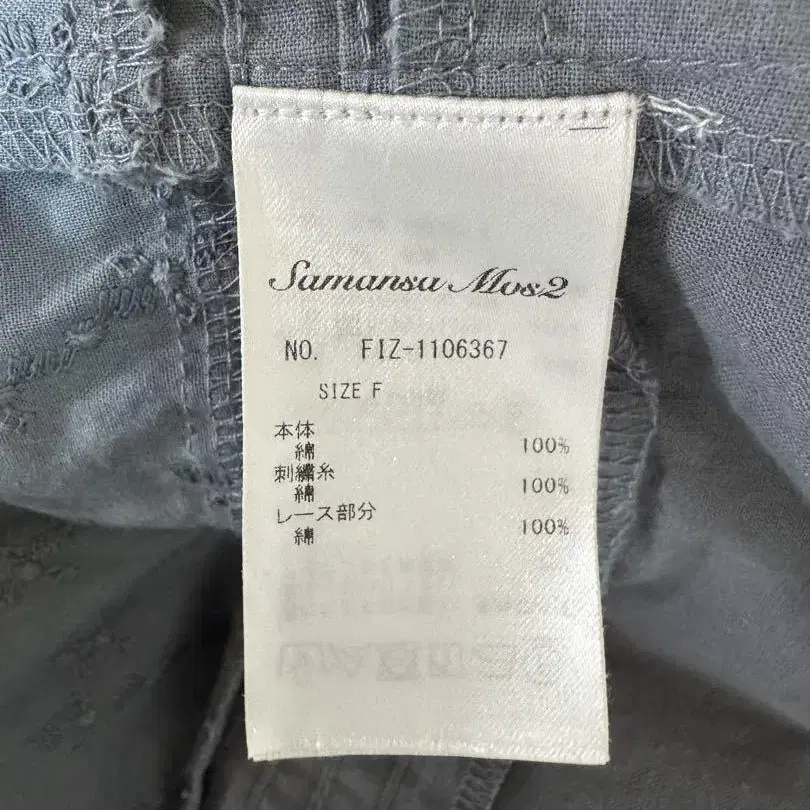 Samansa Mos2
NO. FIZ-1106367
SIZE F
本体
綿 100%
刺繍糸
綿 100%
レース部分
綿 100%